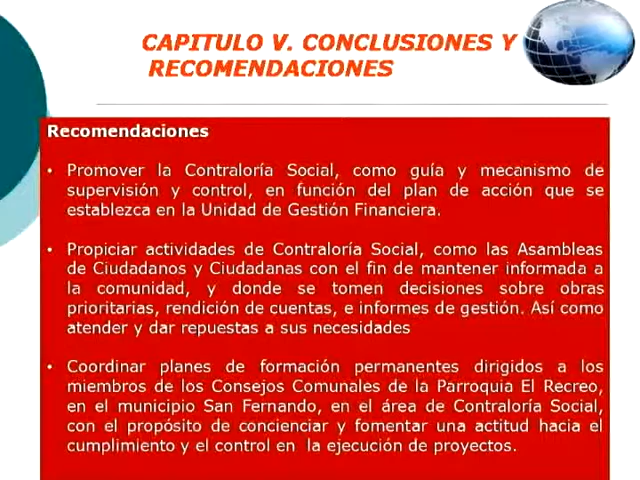 CAPITULO V. CONCLUSIONES Y
RECOMENDACIONES
Recomendaciones
• Promover la Contraloría Social, como guía y mecanismo de
supervisión y control, en función del plan de acción que se
establezca en la Unidad de Gestión Financiera.
• Propiciar actividades de Contraloría Social, como las Asambleas
de Ciudadanos y Ciudadanas con el fin de mantener informada a
la comunidad, y donde se tomen decisiones sobre obras
prioritarias, rendición de cuentas, e informes de gestión. Así como
atender y dar repuestas a sus necesidades
• Coordinar planes de formación permanentes dirigidos a los
miembros de los Consejos Comunales de la Parroquia El Recreo,
en el municipio San Fernando, en el área de Contraloría Social,
con el propósito de concienciar y fomentar una actitud hacia el
cumplimiento y el control en la ejecución de proyectos.